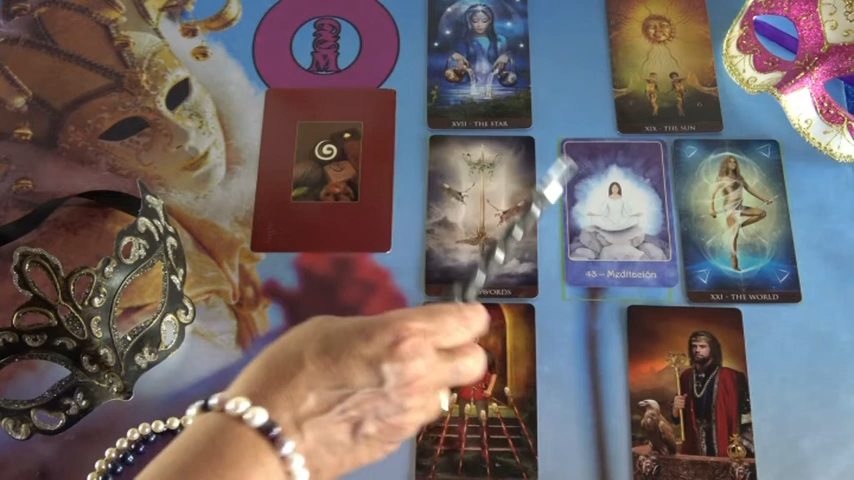 XVII - THE STAR
XIX - THE SUN
SWORDS
43 - Meditación
XXI - THE WORLD